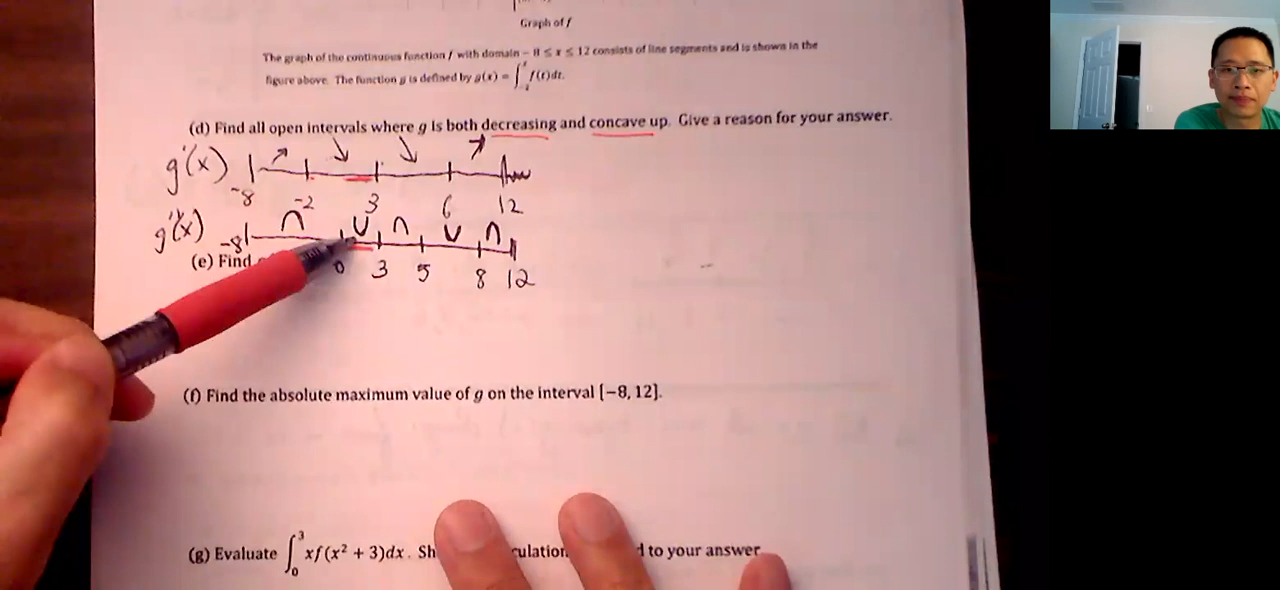 Graph of f
The graph of the continuous function f with domain − 8 ≤ x ≤ 12 consists of line segments and is shown in the
figure above. The function g is defined by g(x) = ∫ f(t)dt.
(d) Find all open intervals where g is both decreasing and concave up. Give a reason for your answer.
g'(x)
-8 -2 3 6 12
g''(x)
-8 0 3 5 8 12
(e) Find
(f) Find the absolute maximum value of g on the interval [−8, 12].
(g) Evaluate ∫₀³ xf(x² + 3)dx. to your answer.